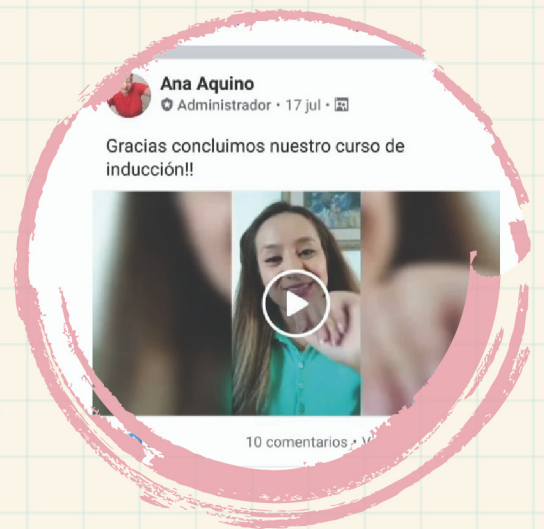 Ana Aquino
Administrador · 17 jul ·
Gracias concluimos nuestro curso de
inducción!!
10 comentarios ·